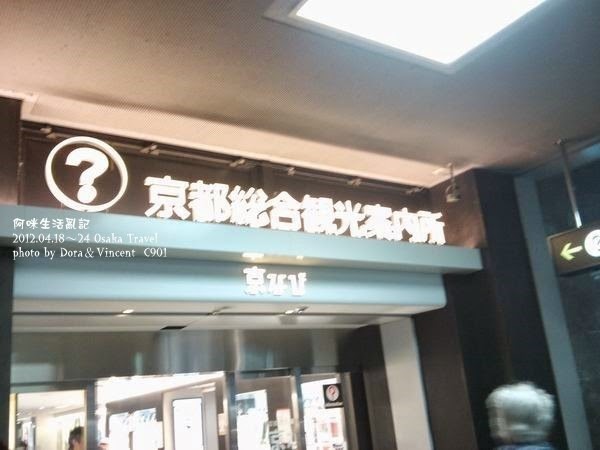 ?
京都総合観光案内所
阿咪生活亂記
2012.04.18～24 Osaka Travel
photo by Dora & Vincent C901
京なび
← ?